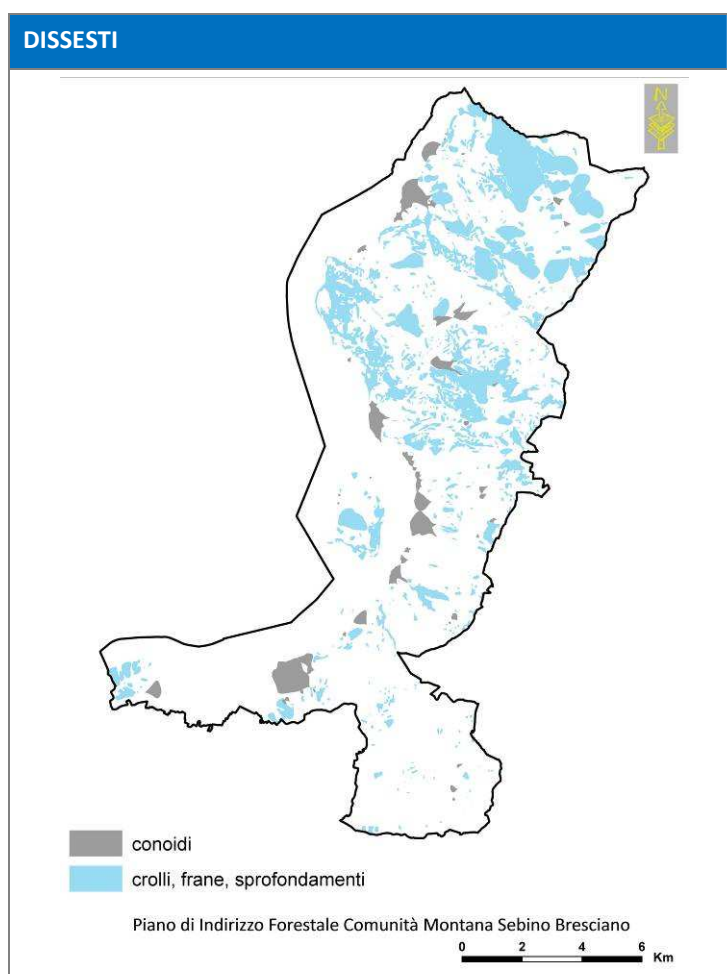 DISSESTI
N
conoidi
crolli, frane, sprofondamenti
Piano di Indirizzo Forestale Comunità Montana Sebino Bresciano
0 2 4 6 Km